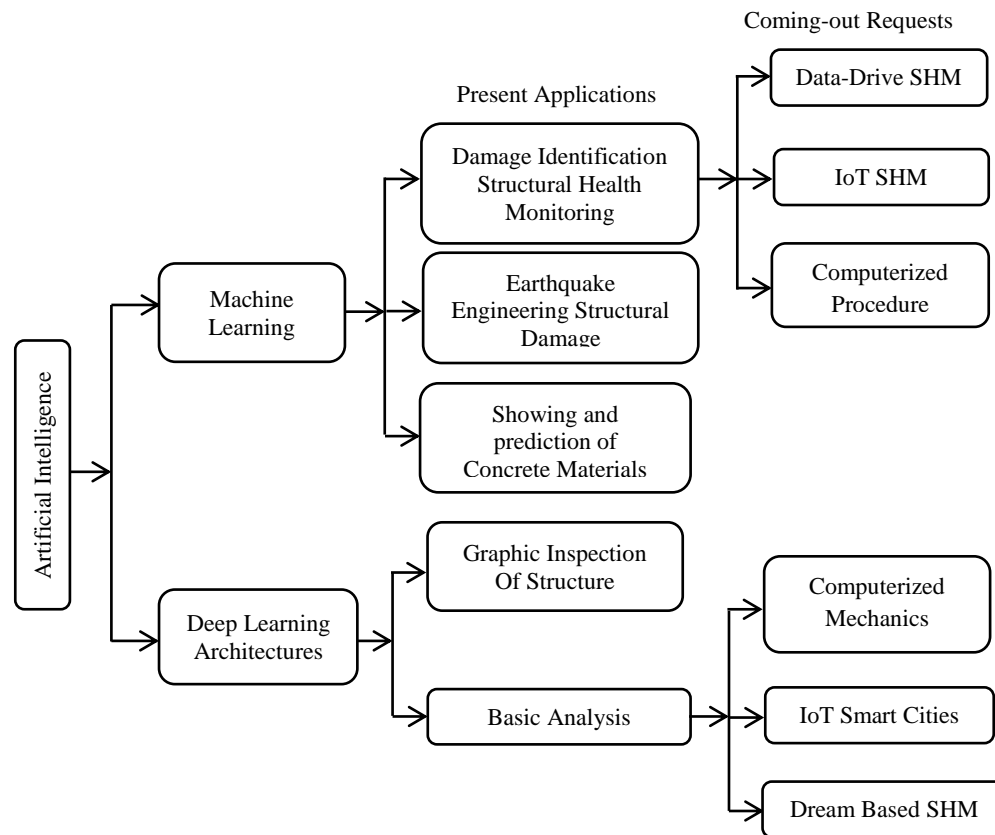 Coming-out Requests
Data-Drive SHM
Present Applications
Damage Identification
Structural Health
Monitoring
IoT SHM
Computerized
Procedure
Machine
Learning
Earthquake
Engineering Structural
Damage
Artificial Intelligence
Showing and
prediction of
Concrete Materials
Graphic Inspection
Of Structure
Deep Learning
Architectures
Computerized
Mechanics
Basic Analysis
IoT Smart Cities
Dream Based SHM